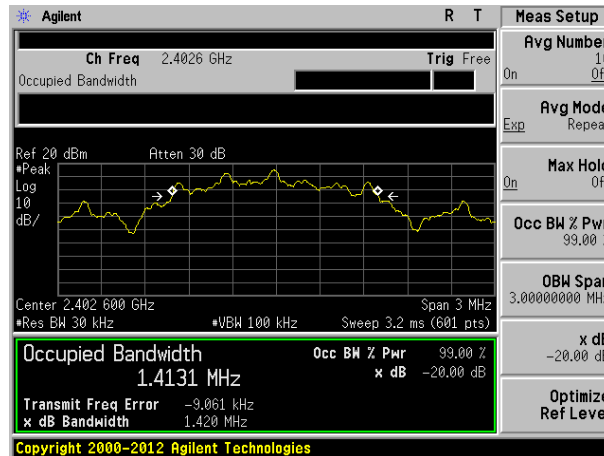 Agilent R T
Meas Setup
Ch Freq 2.4026 GHz Trig Free
Occupied Bandwidth
Ref 20 dBm Atten 30 dB
#Peak
Log
10
dB/
Center 2.402 600 GHz Span 3 MHz
#Res BW 30 kHz #VBW 100 kHz Sweep 3.2 ms (601 pts)
Occupied Bandwidth
1.4131 MHz
Occ BW % Pwr 99.00 %
x dB -20.00 dB
Transmit Freq Error -9.061 kHz
x dB Bandwidth 1.420 MHz
Copyright 2000-2012 Agilent Technologies
Avg Number
On
Avg Mode
Exp Repea
Max Hold
On Of
Occ BW % Pwr
99.00
OBW Span
3.00000000 MH
x dB
-20.00 dB
Optimize
Ref Leve